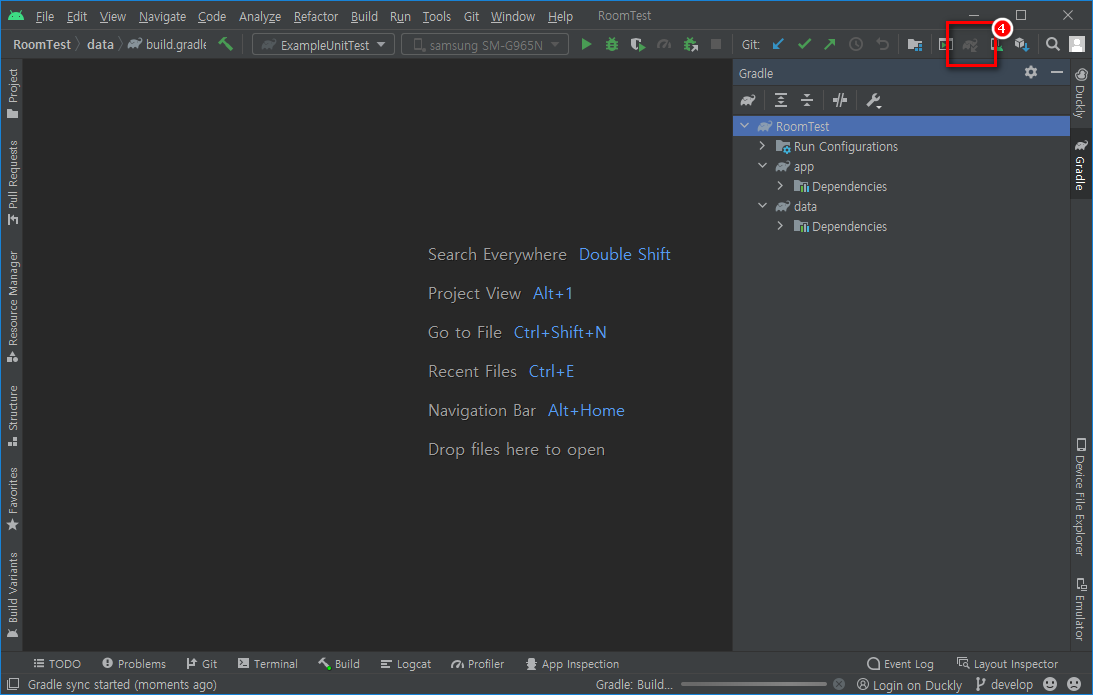 File Edit View Navigate Code Analyze Refactor Build Run Tools Git Window Help RoomTest
4
RoomTest data build.gradle ExampleUnitTest samsung SM-G965N Git:
Gradle
RoomTest
Run Configurations
app
Dependencies
data
Dependencies
Project
Pull Requests
Resource Manager
Structure
Favorites
Build Variants
Search Everywhere Double Shift
Project View Alt+1
Go to File Ctrl+Shift+N
Recent Files Ctrl+E
Navigation Bar Alt+Home
Drop files here to open
Duckly
Gradle
Device File Explorer
Emulator
TODO Problems Git Terminal Build Logcat Profiler App Inspection Event Log Layout Inspector
Gradle sync started (moments ago) Gradle: Build... Login on Duckly develop